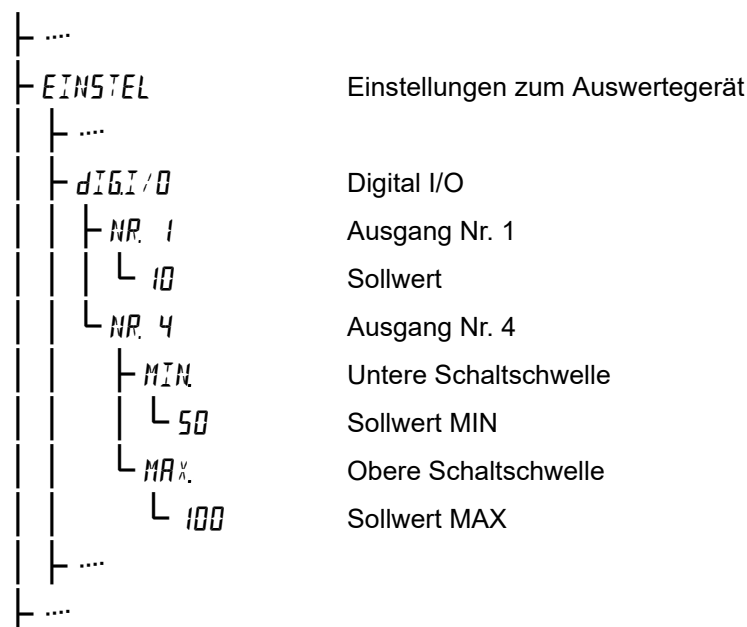 ....
EINSTEL Einstellungen zum Auswertegerät
....
dIG.I/O Digital I/O
NR. 1 Ausgang Nr. 1
10 Sollwert
NR. 4 Ausgang Nr. 4
MIN. Untere Schaltschwelle
50 Sollwert MIN
MAX. Obere Schaltschwelle
100 Sollwert MAX
....
....